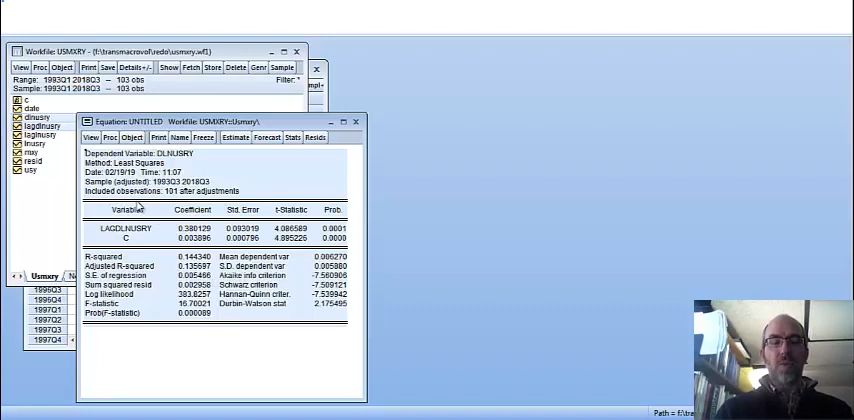 Workfile: USMXRY - (f:\transmacrovol\redo\usmxry.wf1)
View Proc Object Print Save Details+/- Show Fetch Store Delete Genr Sample
Range: 1993Q1 2018Q3 -- 103 obs
Filter: *
Sample: 1993Q1 2018Q3 -- 103 obs
c
date
dlnusry
lagdlnusry
laglnusry
lnusry
mxy
resid
usy
Usmxry
1996Q3
1996Q4
1997Q1
1997Q2
1997Q3
1997Q4
Equation: UNTITLED Workfile: USMXRY::Usmxry\
View Proc Object Print Name Freeze Estimate Forecast Stats Resids
Dependent Variable: DLNUSRY
Method: Least Squares
Date: 02/19/19 Time: 11:07
Sample (adjusted): 1993Q3 2018Q3
Included observations: 101 after adjustments
Variable Coefficient Std. Error t-Statistic Prob.
LAGDLNUSRY 0.380129 0.093019 4.086589 0.0001
C 0.003896 0.000796 4.895226 0.0000
R-squared 0.144340 Mean dependent var 0.006270
Adjusted R-squared 0.135697 S.D. dependent var 0.005880
S.E. of regression 0.005466 Akaike info criterion -7.560906
Sum squared resid 0.002958 Schwarz criterion -7.509121
Log likelihood 383.8257 Hannan-Quinn criter. -7.539942
F-statistic 16.70021 Durbin-Watson stat 2.175495
Prob(F-statistic) 0.000089